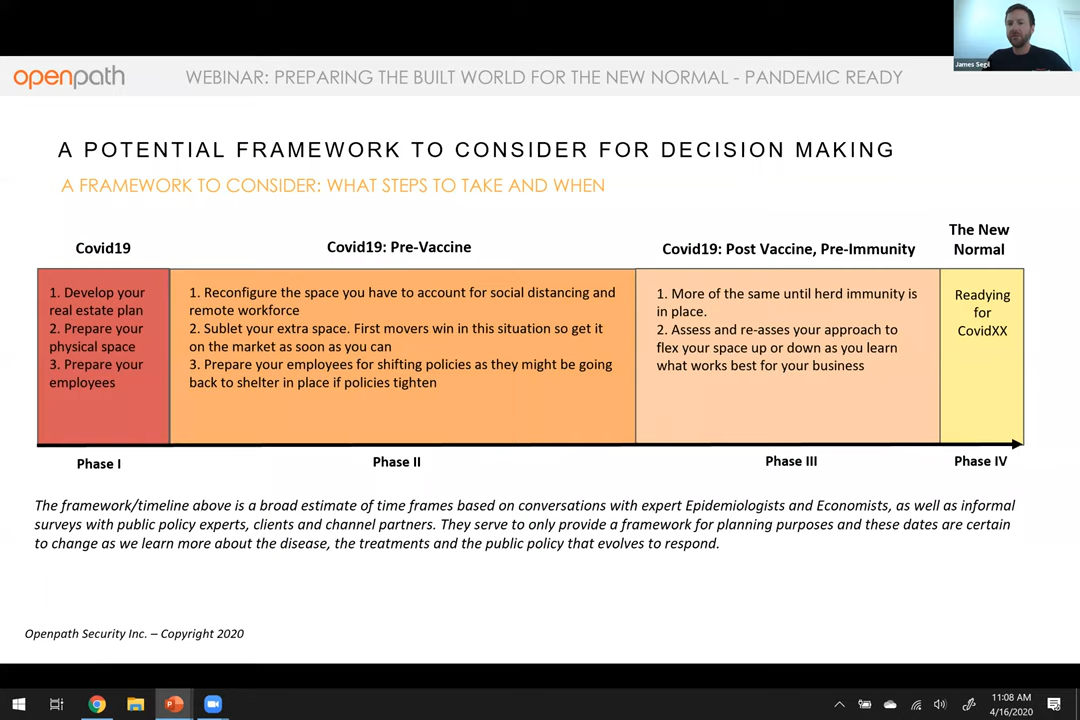 James Segil
openpath
WEBINAR: PREPARING THE BUILT WORLD FOR THE NEW NORMAL - PANDEMIC READY
A POTENTIAL FRAMEWORK TO CONSIDER FOR DECISION MAKING
A FRAMEWORK TO CONSIDER: WHAT STEPS TO TAKE AND WHEN
Covid19
1. Develop your
real estate plan
2. Prepare your
physical space
3. Prepare your
employees
Phase I
Covid19: Pre-Vaccine
1. Reconfigure the space you have to account for social distancing and
remote workforce
2. Sublet your extra space. First movers win in this situation so get it
on the market as soon as you can
3. Prepare your employees for shifting policies as they might be going
back to shelter in place if policies tighten
Phase II
Covid19: Post Vaccine, Pre-Immunity
1. More of the same until herd immunity is
in place.
2. Assess and re-asses your approach to
flex your space up or down as you learn
what works best for your business
Phase III
The New
Normal
Readying
for
CovidXX
Phase IV
The framework/timeline above is a broad estimate of time frames based on conversations with expert Epidemiologists and Economists, as well as informal
surveys with public policy experts, clients and channel partners. They serve to only provide a framework for planning purposes and these dates are certain
to change as we learn more about the disease, the treatments and the public policy that evolves to respond.
Openpath Security Inc. – Copyright 2020
11:08 AM
4/16/2020